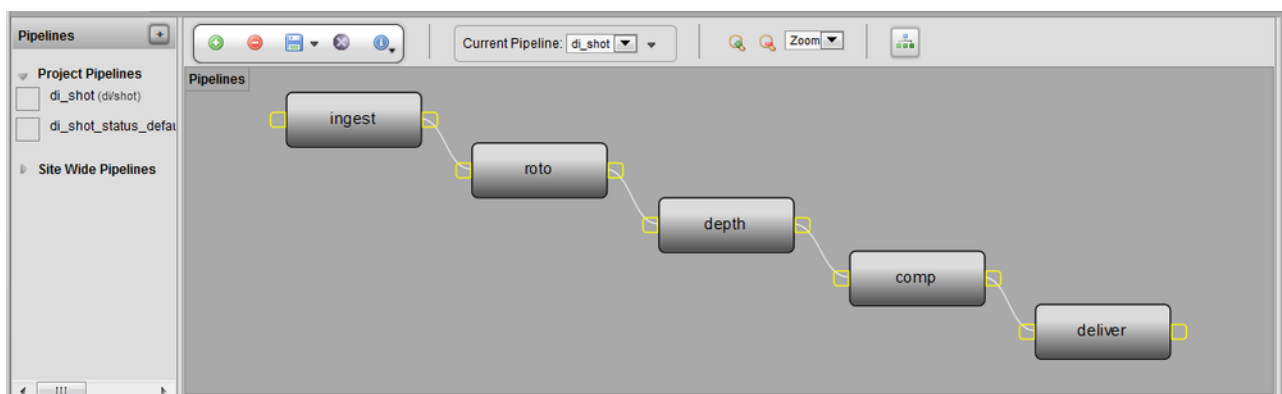 Pipelines
Current Pipeline: di_shot
Zoom
Project Pipelines
di_shot (di/shot)
di_shot_status_defau
Site Wide Pipelines
Pipelines
ingest
roto
depth
comp
deliver